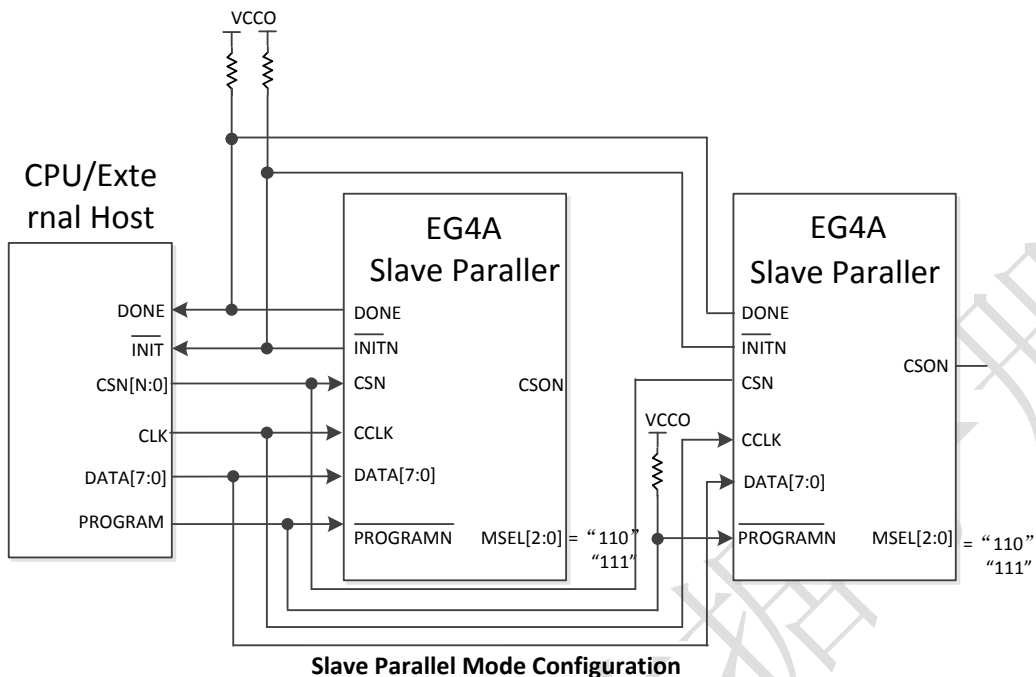 VCCO
CPU/Exte
rnal Host
EG4A
Slave Paraller
EG4A
Slave Paraller
DONE
INIT
CSN[N:0]
CLK
DATA[7:0]
PROGRAM
DONE
INITN
CSN
CCLK
DATA[7:0]
PROGRAMN
CSON
MSEL[2:0] = “110”
“111”
VCCO
DONE
INITN
CSN
CCLK
DATA[7:0]
PROGRAMN
CSON
MSEL[2:0] = “110”
“111”
Slave Parallel Mode Configuration
据
册